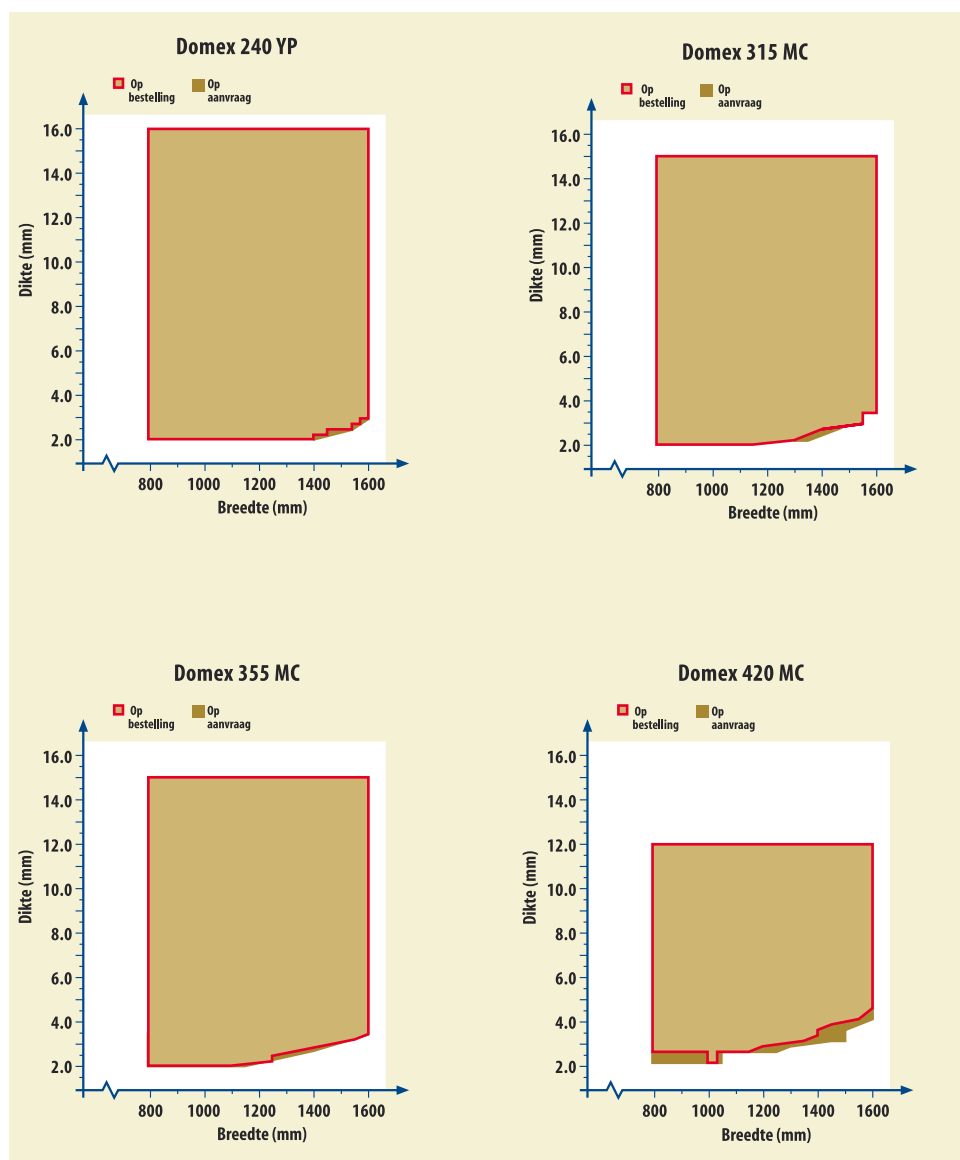 Domex 240 YP
Op
bestelling
Op
aanvraag
16.0
14.0
12.0
10.0
8.0
6.0
4.0
2.0
Dikte (mm)
800 1000 1200 1400 1600
Breedte (mm)
Domex 315 MC
Op
bestelling
Op
aanvraag
16.0
14.0
12.0
10.0
8.0
6.0
4.0
2.0
Dikte (mm)
800 1000 1200 1400 1600
Breedte (mm)
Domex 355 MC
Op
bestelling
Op
aanvraag
16.0
14.0
12.0
10.0
8.0
6.0
4.0
2.0
Dikte (mm)
800 1000 1200 1400 1600
Breedte (mm)
Domex 420 MC
Op
bestelling
Op
aanvraag
16.0
14.0
12.0
10.0
8.0
6.0
4.0
2.0
Dikte (mm)
800 1000 1200 1400 1600
Breedte (mm)